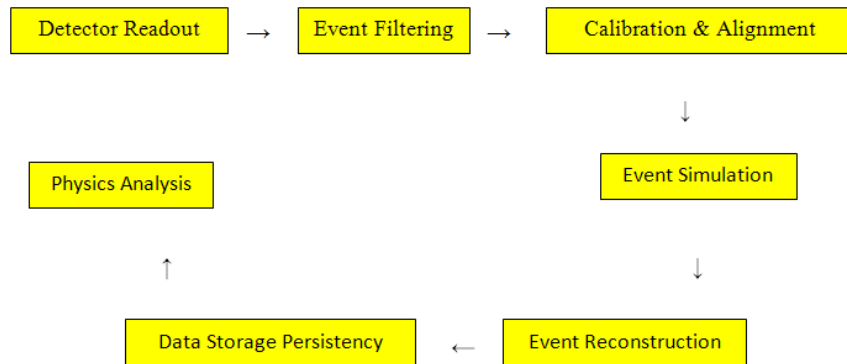 Detector Readout → Event Filtering → Calibration & Alignment
↓
Physics Analysis Event Simulation
↑ ↓
Data Storage Persistency ← Event Reconstruction